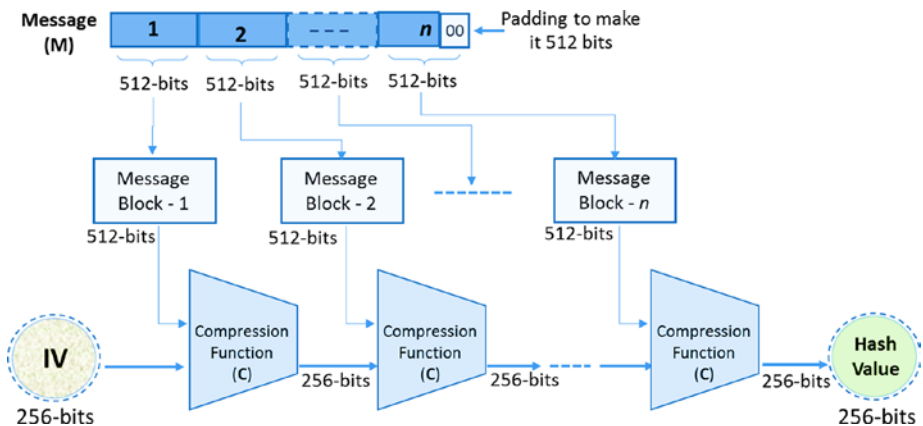 Message
(M)
1
2
---
n
00
Padding to make
it 512 bits
512-bits
512-bits
512-bits
512-bits
Message
Block - 1
Message
Block - 2
Message
Block - n
512-bits
512-bits
512-bits
IV
256-bits
Compression
Function
(C)
256-bits
Compression
Function
(C)
256-bits
Compression
Function
(C)
256-bits
Hash
Value
256-bits